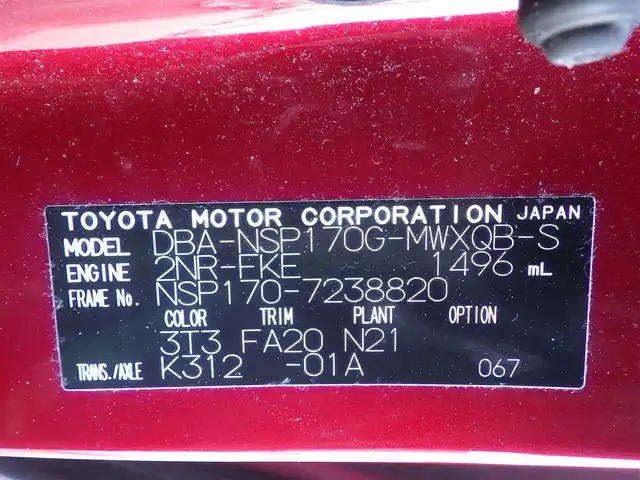 TOYOTA MOTOR CORPORATION JAPAN
MODEL DBA-NSP170G-MWXQB-S
ENGINE 2NR-FKE 1496 mL
FRAME No. NSP170-7238820
COLOR TRIM PLANT OPTION
3T3 FA20 N21
TRANS./AXLE K312 -01A 067